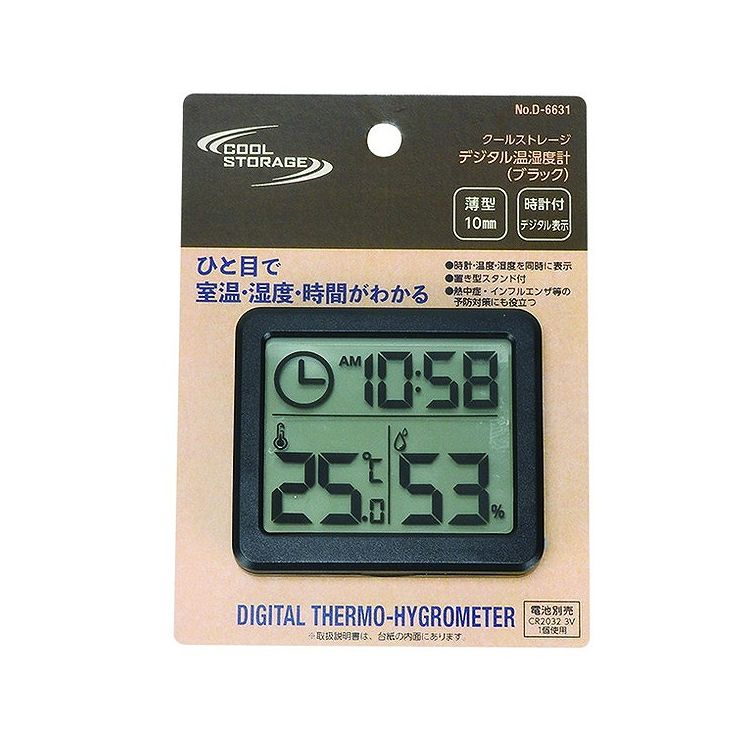 No.D-6631
COOL
STORAGE
クールストレージ
デジタル温湿度計
(ブラック)
薄型
10mm
時計付
デジタル表示
ひと目で
室温・湿度・時間がわかる
●時計・温度・湿度を同時に表示
●置き型スタンド付
●熱中症・インフルエンザ等の
予防対策にも役立つ
AM 10:58
25.0 ℃
53 %
DIGITAL THERMO-HYGROMETER
※取扱説明書は、台紙の内面にあります。
電池別売
CR2032 3V
1個使用